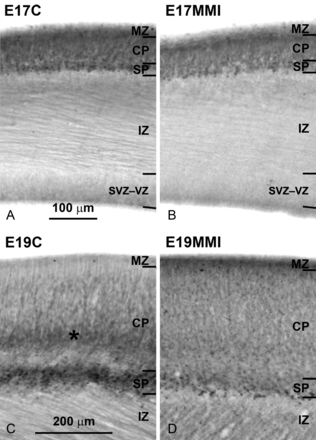 E17C
E17MMI
MZ
CP
SP
IZ
SVZ–VZ
A
100 μm
MZ
CP
SP
IZ
SVZ–VZ
B
E19C
E19MMI
MZ
CP
*
SP
IZ
C
200 μm
MZ
CP
SP
IZ
D